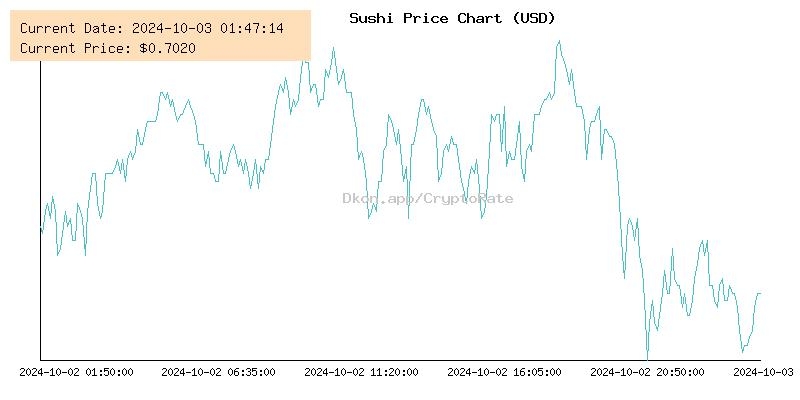 Sushi Price Chart (USD)
Current Date: 2024-10-03 01:47:14
Current Price: $0.7020
Dkon.app/CryptoRate
2024-10-02 01:50:00 2024-10-02 06:35:00 2024-10-02 11:20:00 2024-10-02 16:05:00 2024-10-02 20:50:00 2024-10-03